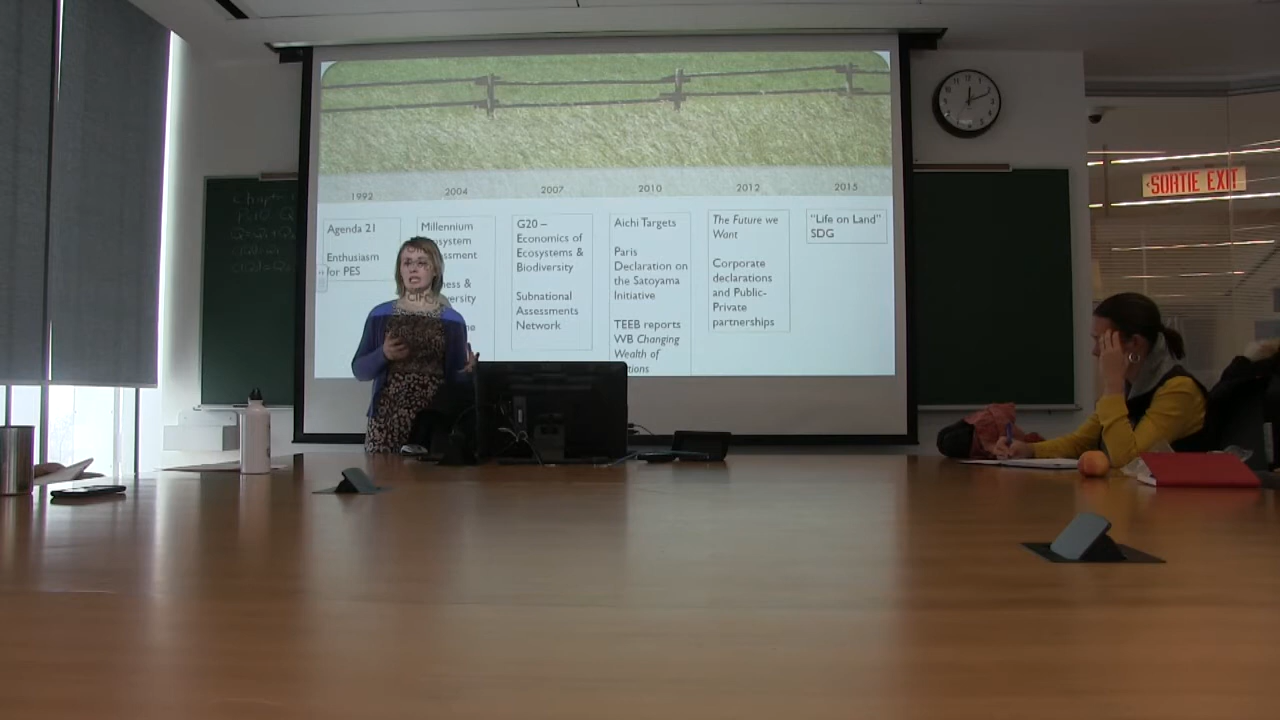 1992
2004
2007
2010
2012
2015
Agenda 21
Enthusiasm
for PES
Millennium
G20 –
Economics of
Ecosystems &
Biodiversity
Subnational
Assessments
Network
Aichi Targets
Paris
Declaration on
the Satoyama
Initiative
TEEB reports
WB Changing
Wealth of
The Future we
Want
Corporate
declarations
and Public-
Private
partnerships
"Life on Land"
SDG
SORTIE EXIT